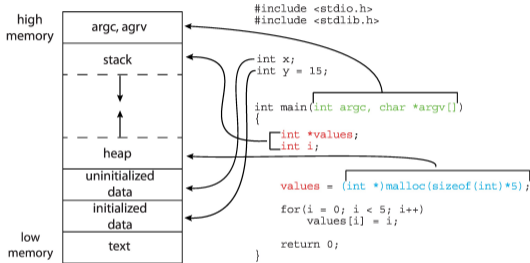 high
memory
argc, agrv
stack
heap
uninitialized
data
initialized
data
low
memory
text
#include <stdio.h>
#include <stdlib.h>
int x;
int y = 15;
int main(int argc, char *argv[])
{
int *values;
int i;
values = (int *)malloc(sizeof(int)*5);
for(i = 0; i < 5; i++)
values[i] = i;
return 0;
}